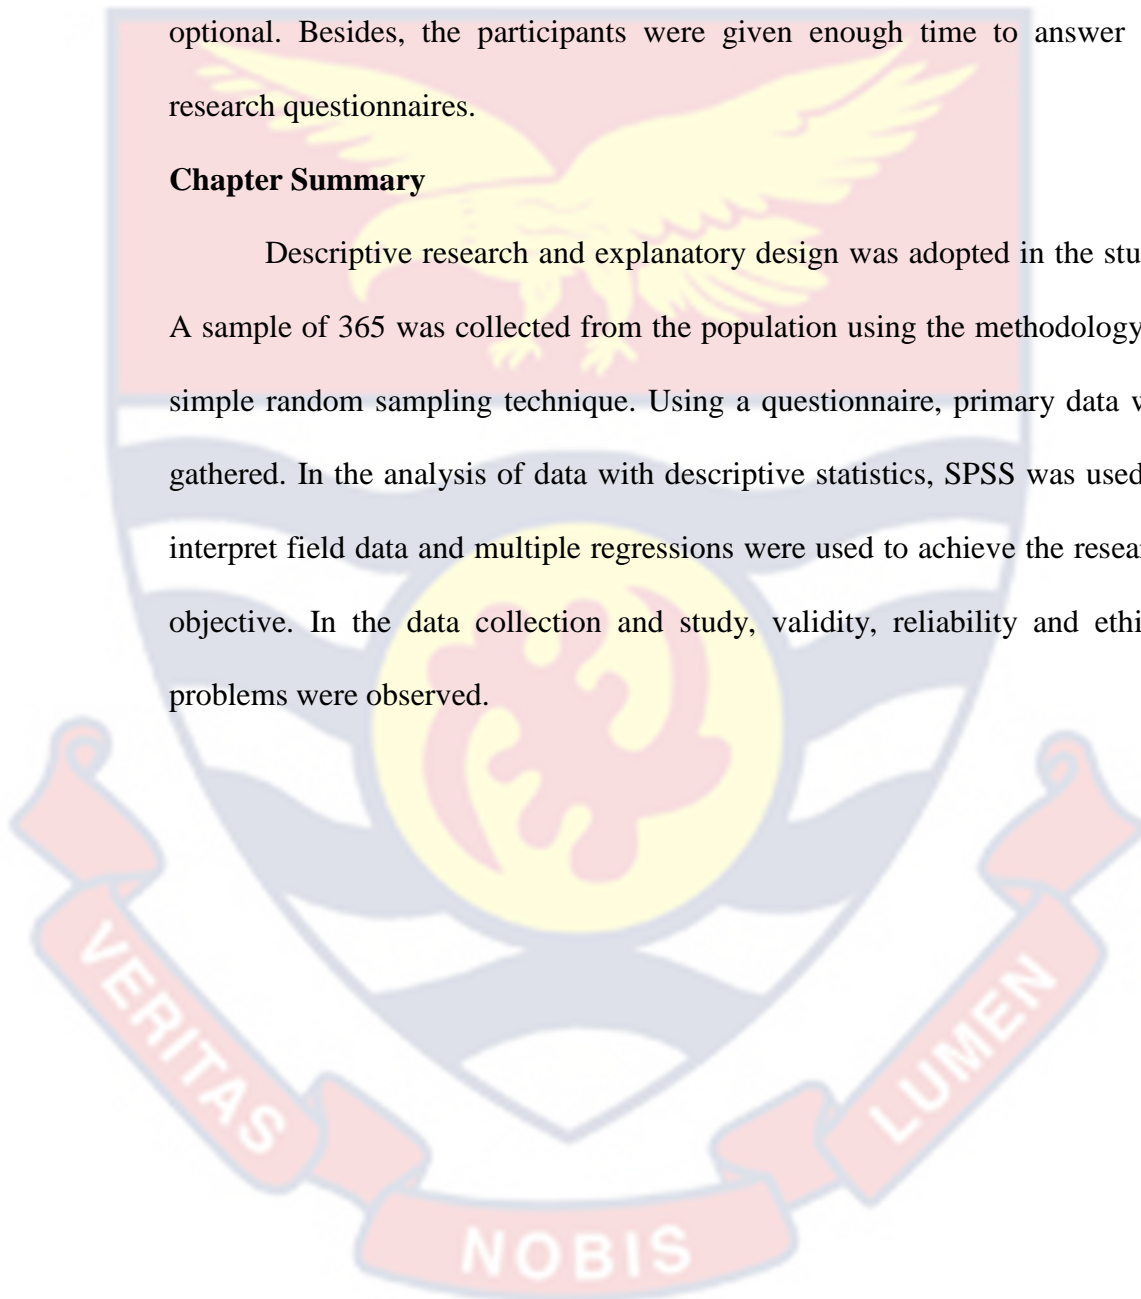 optional. Besides, the participants were given enough time to answer
research questionnaires.
Chapter Summary
Descriptive research and explanatory design was adopted in the
A sample of 365 was collected from the population using the methodology
simple random sampling technique. Using a questionnaire, primary data
gathered. In the analysis of data with descriptive statistics, SPSS was used
interpret field data and multiple regressions were used to achieve the
objective. In the data collection and study, validity, reliability and
problems were observed.
VERITAS
NOBIS
LUMEN